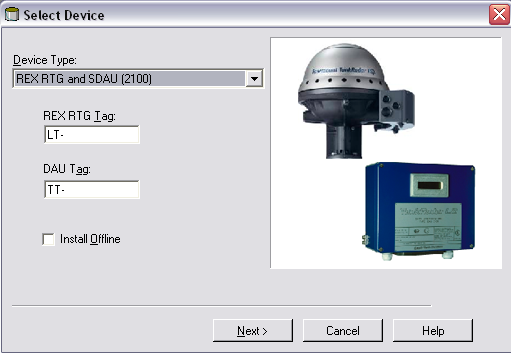 Select Device
Device Type:
REX RTG and SDAU (2100)
REX RTG Tag:
LT-
DAU Tag:
TT-
Install Offline
Next >
Cancel
Help